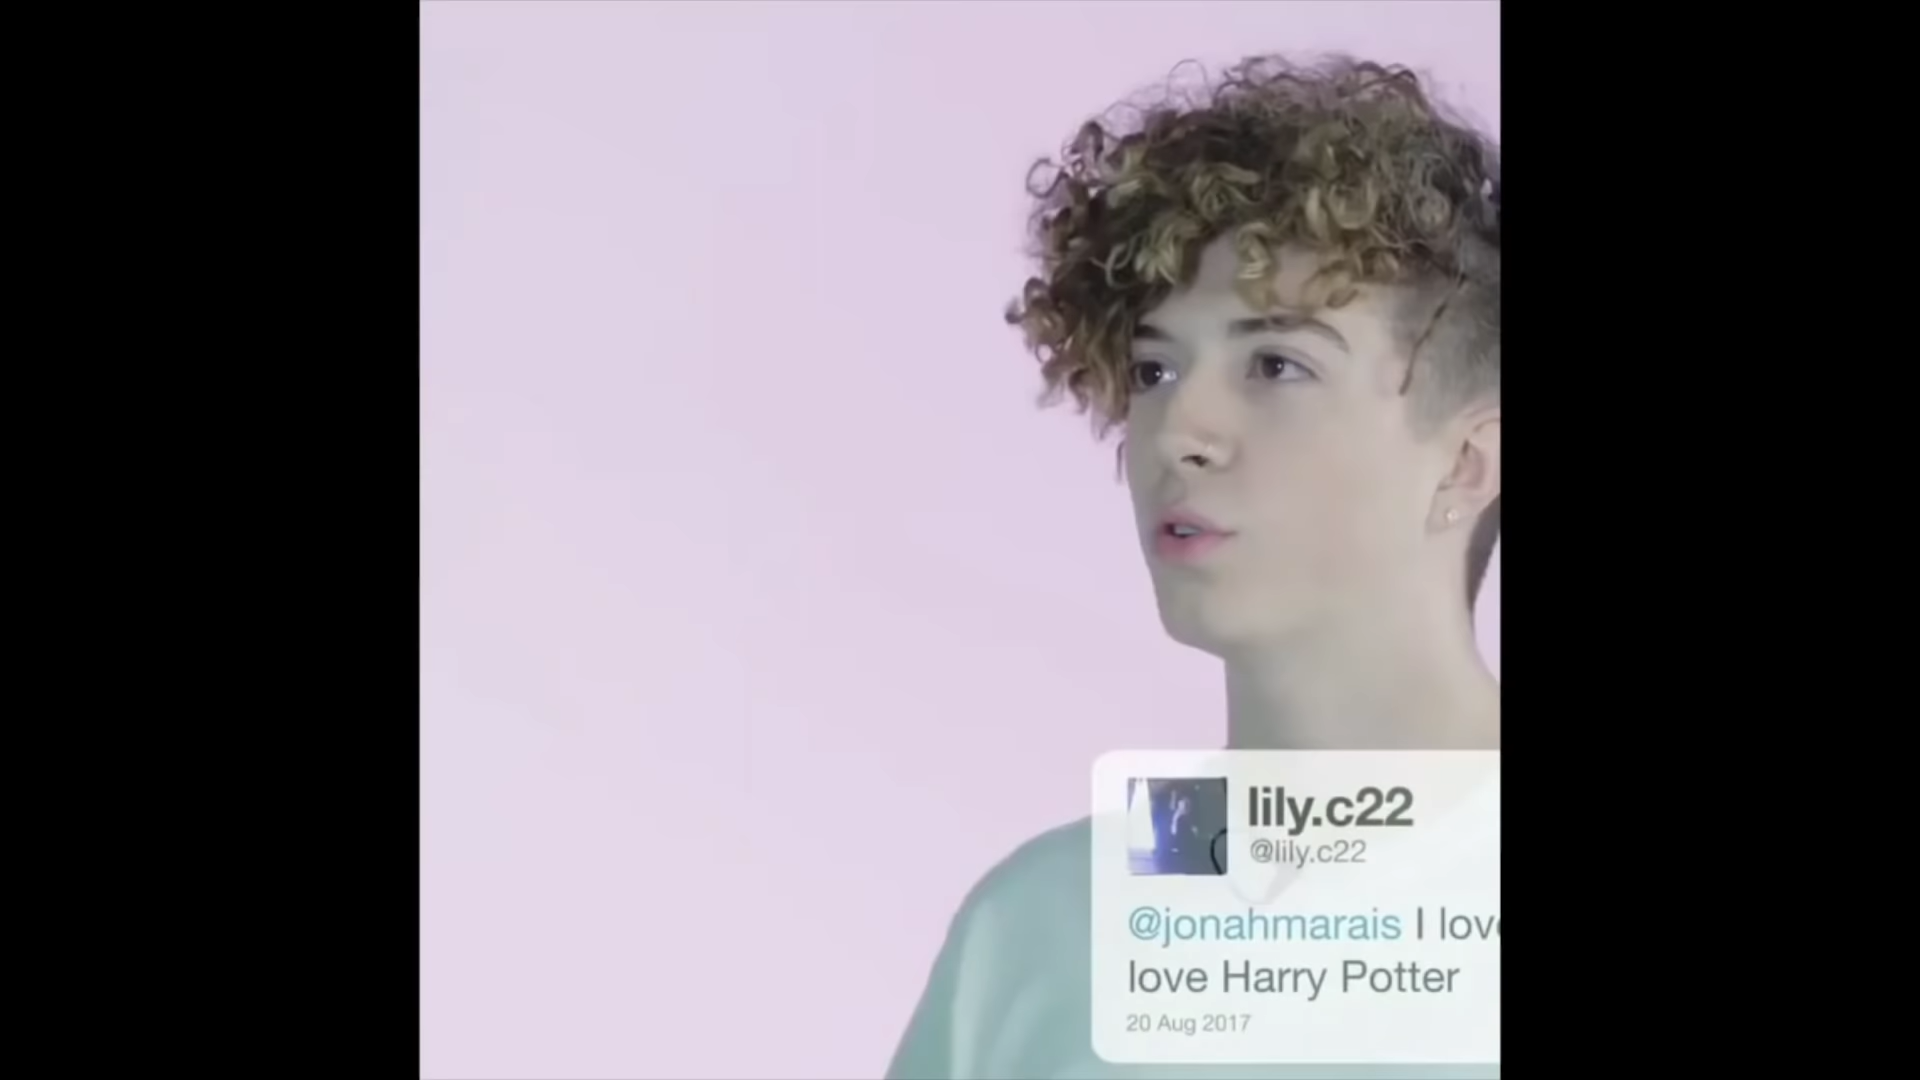 lily.c22
@lily.c22
@jonahmarais I love
love Harry Potter
20 Aug 2017